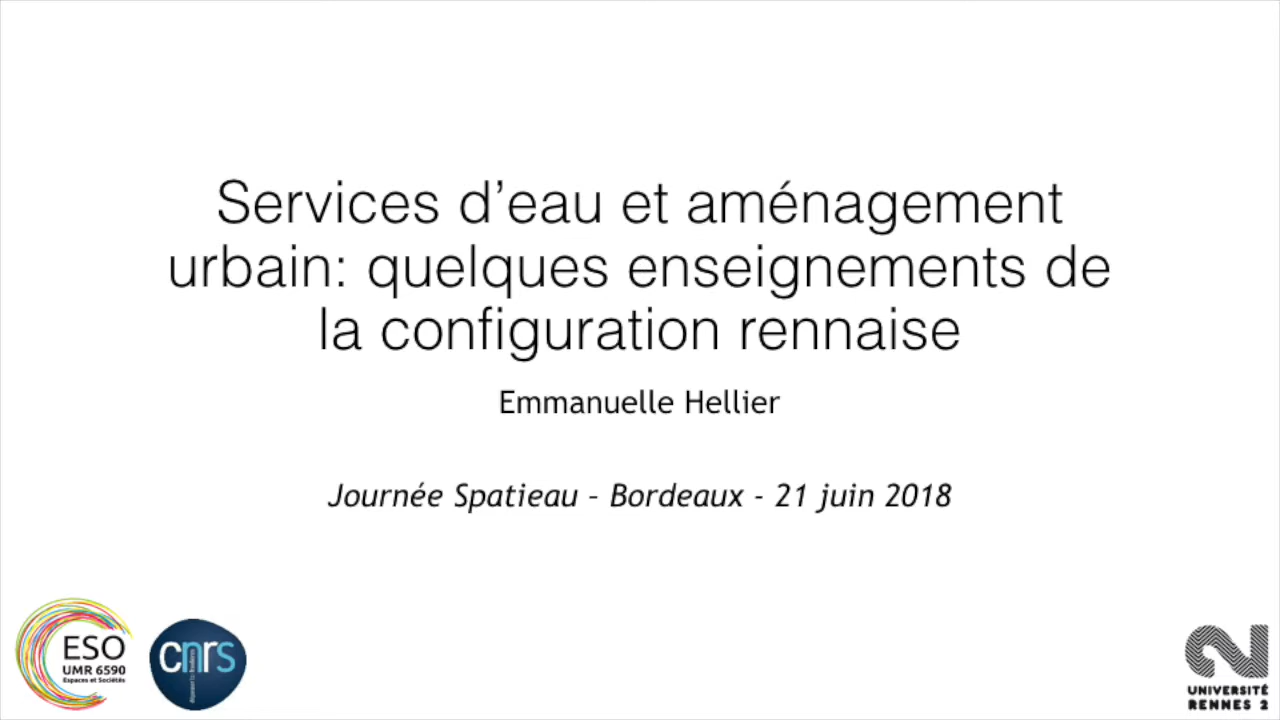 Services d’eau et aménagement
urbain: quelques enseignements de
la configuration rennaise
Emmanuelle Hellier
Journée Spatieau – Bordeaux - 21 juin 2018
ESO
UMR 6590
Espaces et Sociétés
cnrs
UNIVERSITÉ
RENNES 2